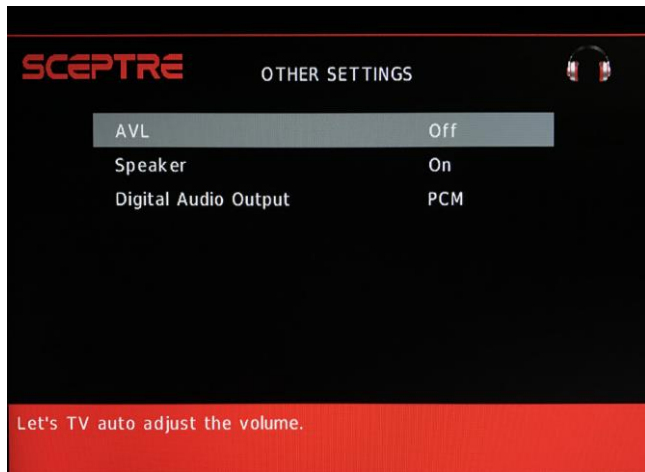 SCEPTRE OTHER SETTINGS
AVL Off
Speaker On
Digital Audio Output PCM
Let's TV auto adjust the volume.